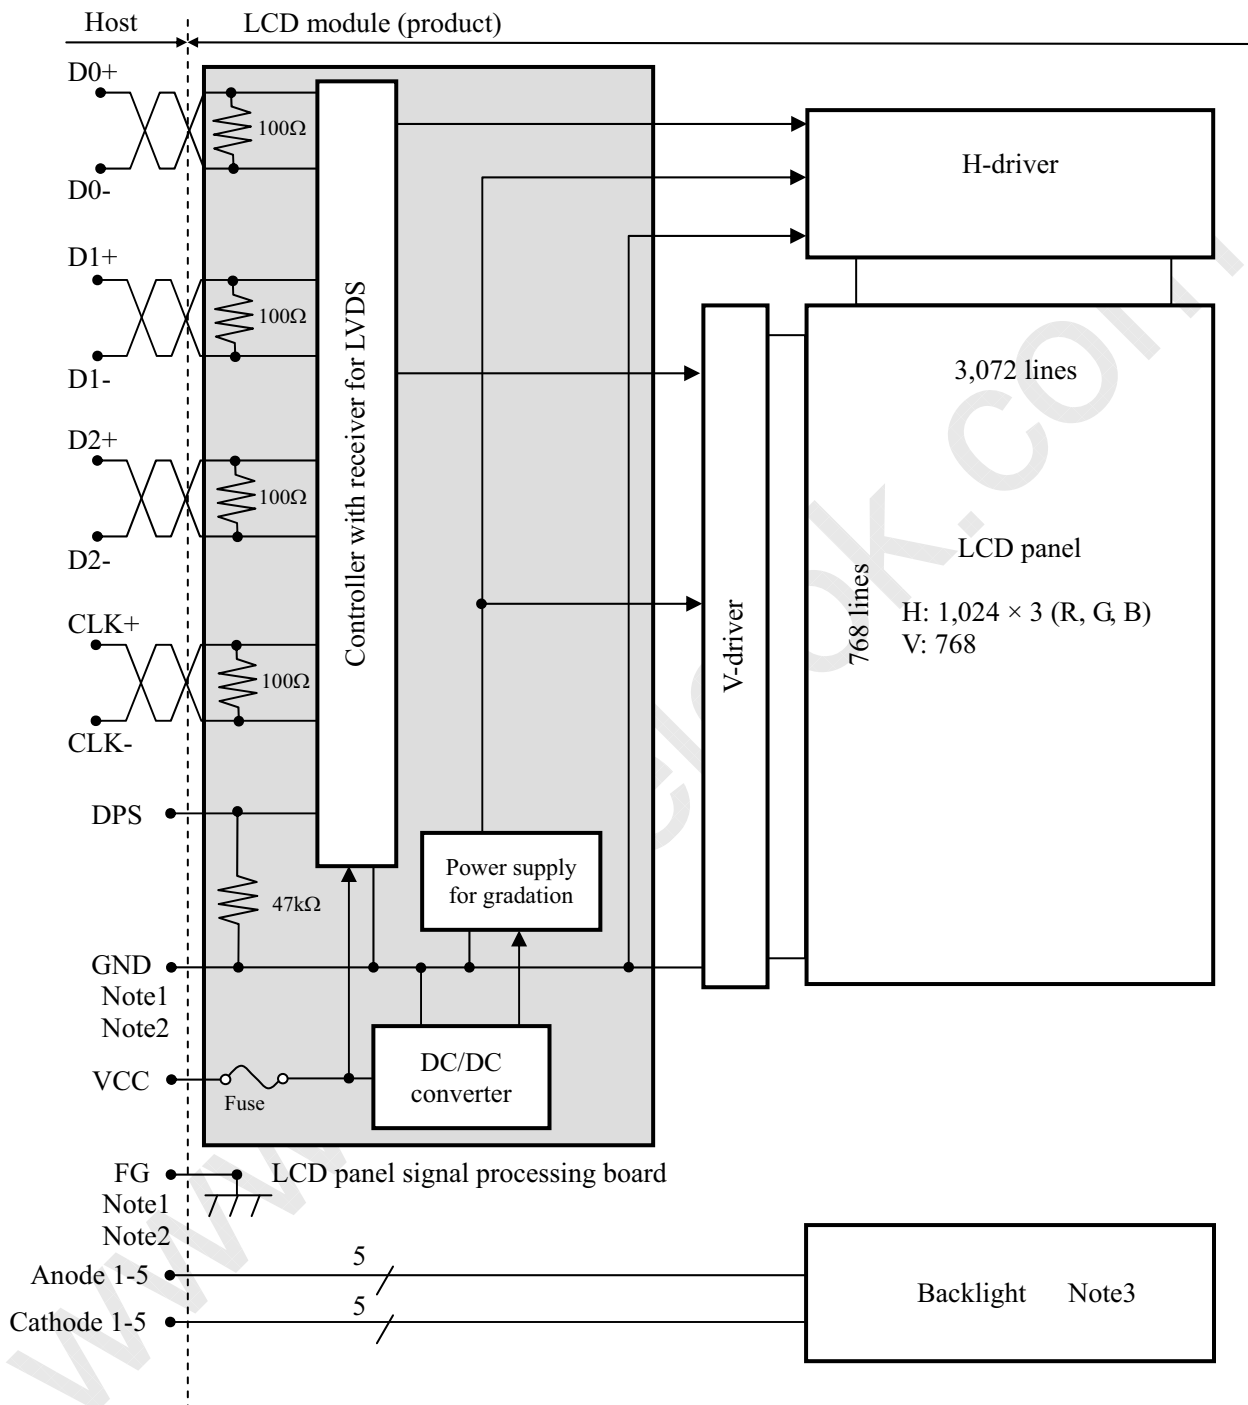 Host
LCD module (product)
D0+
100Ω
D0-
H-driver
D1+
100Ω
D1-
Controller with receiver for LVDS
3,072 lines
D2+
100Ω
D2-
LCD panel
768 lines
H: 1,024 × 3 (R, G, B)
V: 768
V-driver
CLK+
100Ω
CLK-
DPS
47kΩ
Power supply
for gradation
GND
Note1
Note2
DC/DC
converter
VCC
Fuse
FG
Note1
Note2
LCD panel signal processing board
5
Anode 1-5
5
Cathode 1-5
Backlight Note3